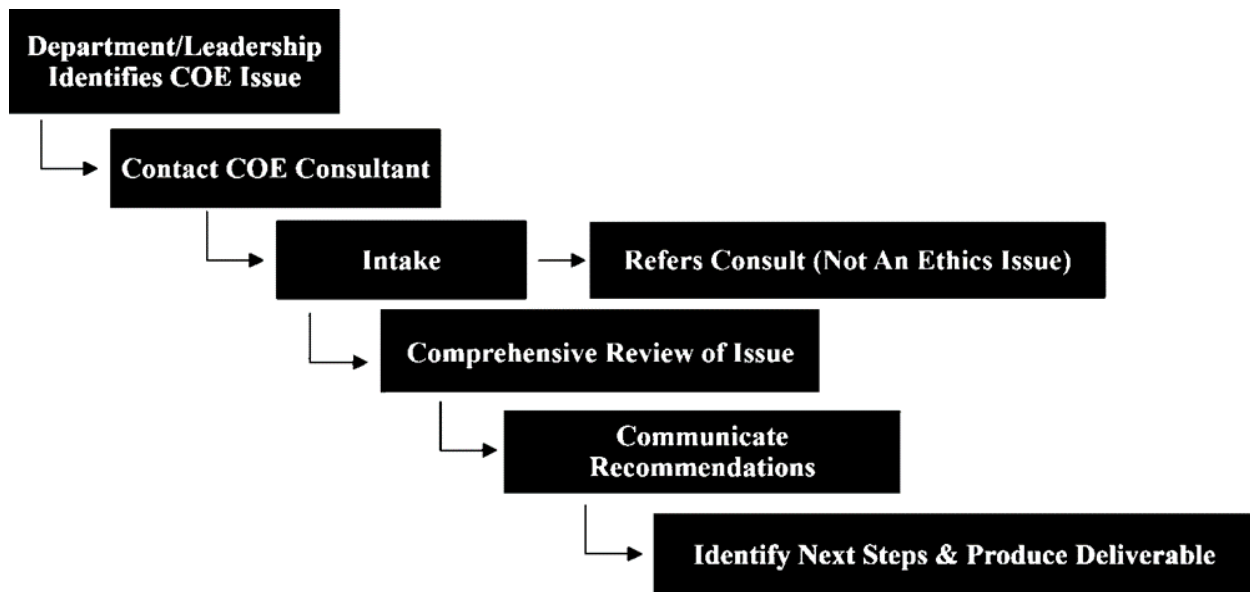 Department/Leadership
Identifies COE Issue
Contact COE Consultant
Intake
Refers Consult (Not An Ethics Issue)
Comprehensive Review of Issue
Communicate
Recommendations
Identify Next Steps & Produce Deliverable